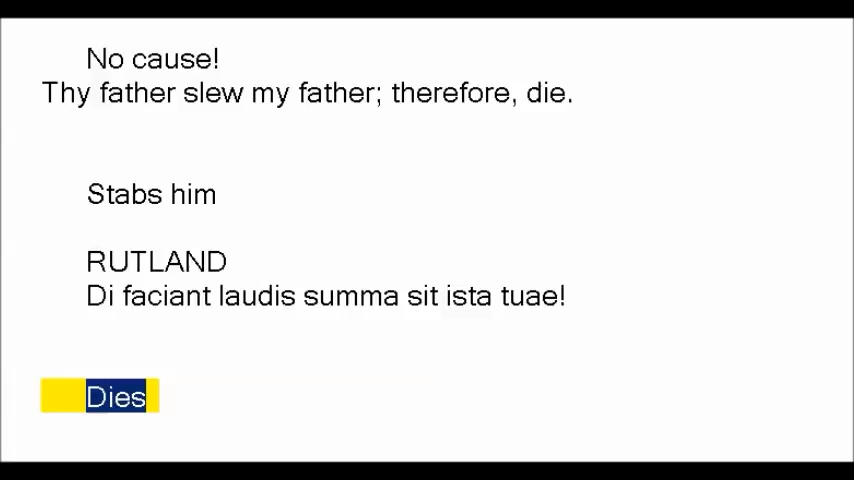 No cause!
Thy father slew my father; therefore, die.
Stabs him
RUTLAND
Di faciant laudis summa sit ista tuae!
Dies